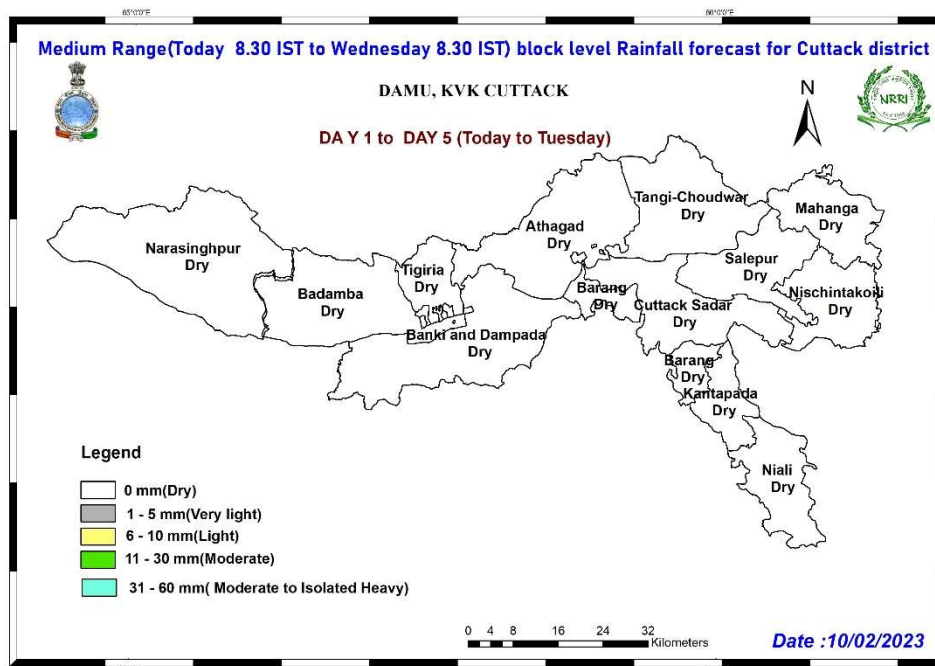 85°0'0"E
86°0'0"E
Medium Range(Today 8.30 IST to Wednesday 8.30 IST) block level Rainfall forecast for Cuttack district
DAMU, KVK CUTTACK
N
NRRI
DA Y 1 to DAY 5 (Today to Tuesday)
Narasinghpur
Dry
Badamba
Dry
Tigiria
Dry
Athagad
Dry
Tangi-Choudwar
Dry
Mahanga
Dry
Salepur
Dry
Nischintakoili
Dry
Barang
Dry
Cuttack Sadar
Dry
Banki and Dampada
Dry
Barang
Dry
Kantapada
Dry
Niali
Dry
Legend
0 mm(Dry)
1 - 5 mm(Very light)
6 - 10 mm(Light)
11 - 30 mm(Moderate)
31 - 60 mm( Moderate to Isolated Heavy)
0 4 8 16 24 32
Kilometers
Date :10/02/2023